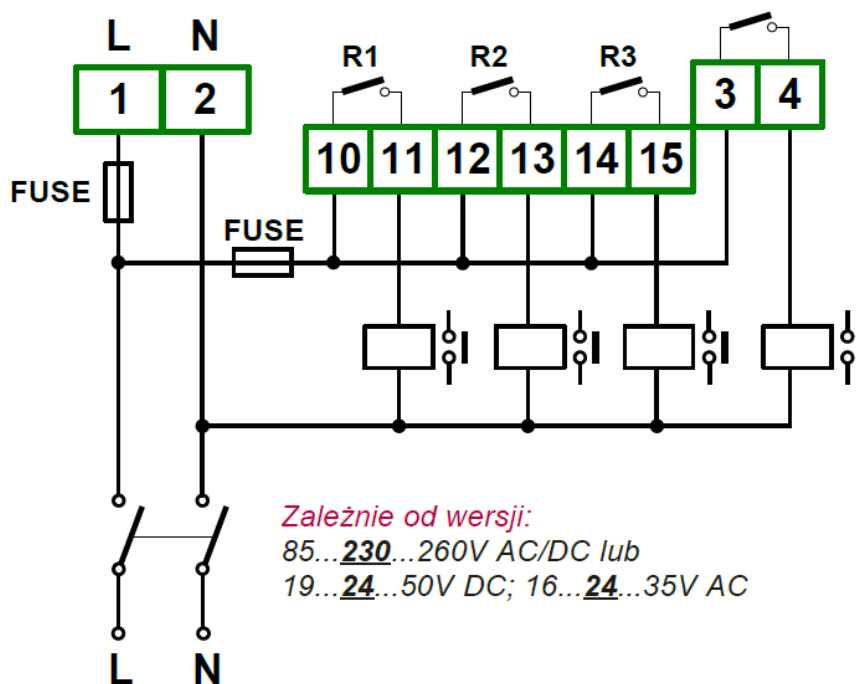 L N
1 2
R1 R2 R3
3 4
10 11 12 13 14 15
FUSE
FUSE
Zależnie od wersji:
85...230...260V AC/DC lub
19...24...50V DC; 16...24...35V AC
L N